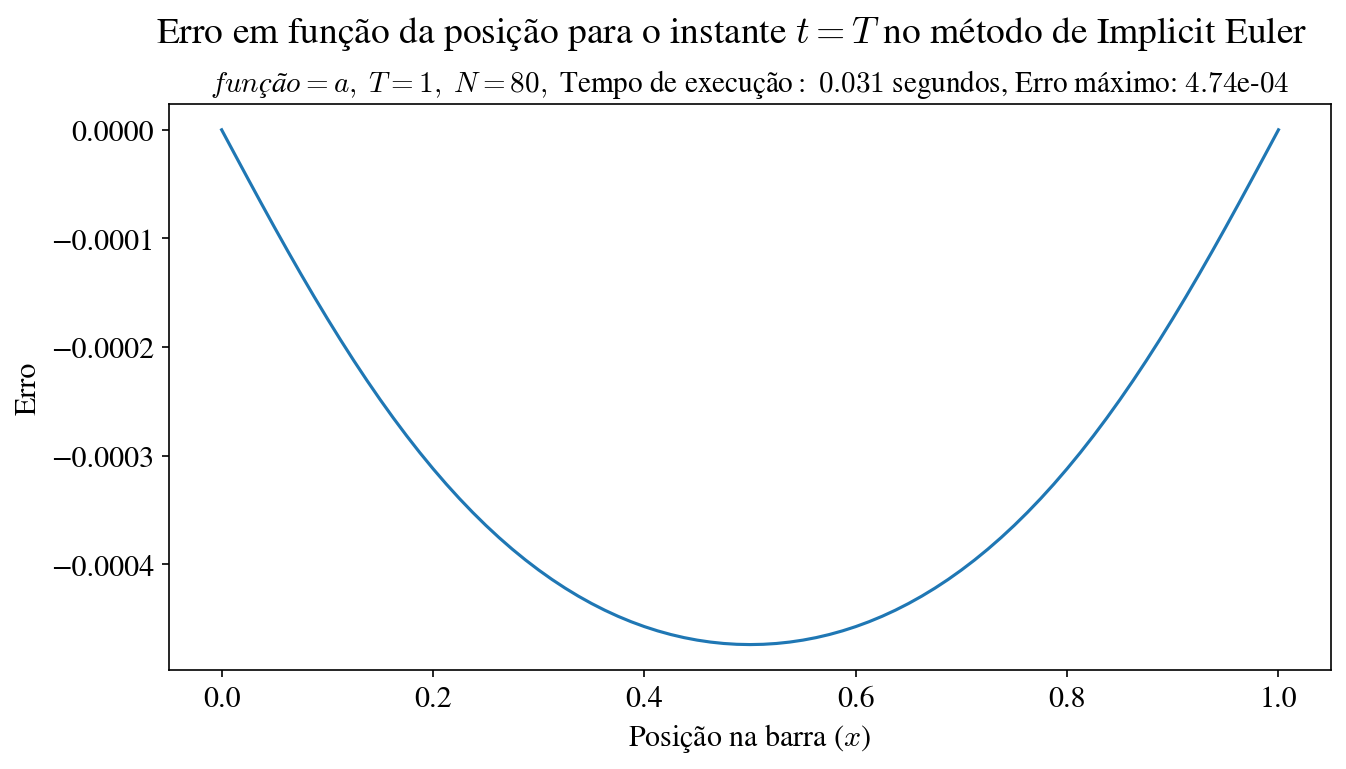 Erro em função da posição para o instante t = T no método de Implicit Euler
função = a, T = 1, N = 80, Tempo de execução : 0.031 segundos, Erro máximo: 4.74e-04
0.0000
−0.0001
−0.0002
−0.0003
−0.0004
Erro
0.0 0.2 0.4 0.6 0.8 1.0
Posição na barra (x)